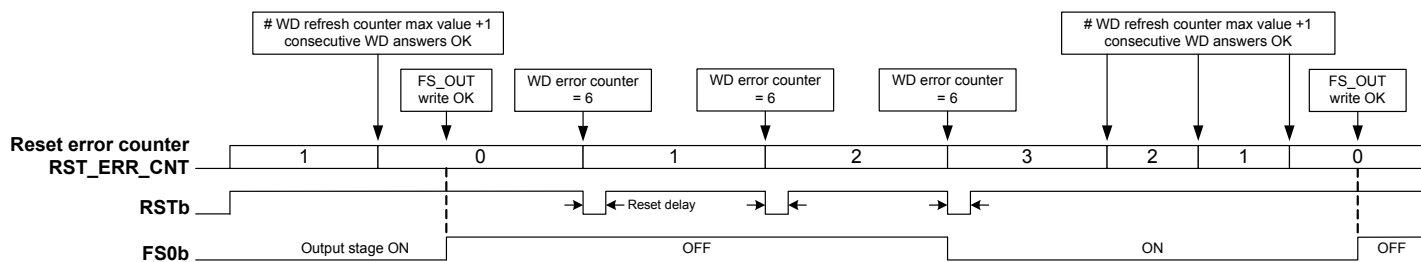 # WD refresh counter max value +1
consecutive WD answers OK
# WD refresh counter max value +1
consecutive WD answers OK
FS_OUT
write OK
WD error counter
= 6
WD error counter
= 6
WD error counter
= 6
FS_OUT
write OK
Reset error counter
RST_ERR_CNT
1 0 1 2 3 2 1 0
RSTb
Reset delay
FS0b
Output stage ON OFF ON OFF